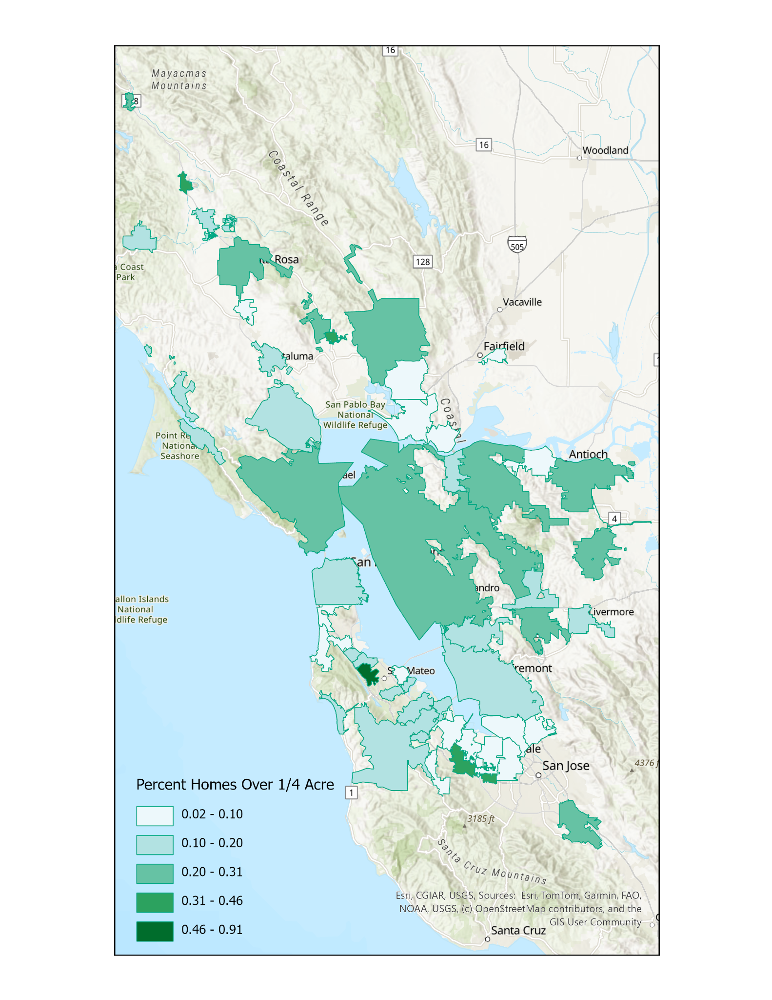 16
Mayacmas
Mountains
8
16
Woodland
Coastal Range
505
128
Rosa
Coast
Park
Vacaville
Fairfield
taluma
San Pablo Bay
National
Wildlife Refuge
Coastal
Point Re
Nationa
Seashore
Antioch
ael
4
San
andro
allon Islands
National
ldlife Refuge
Livermore
Mateo
remont
ale
San Jose
4376 f
1
3185 ft
Santa Cruz Mountains
Percent Homes Over 1/4 Acre
0.02 - 0.10
0.10 - 0.20
0.20 - 0.31
0.31 - 0.46
0.46 - 0.91
Esri, CGIAR, USGS, Sources: Esri, TomTom, Garmin, FAO,
NOAA, USGS, (c) OpenStreetMap contributors, and the
GIS User Community
Santa Cruz